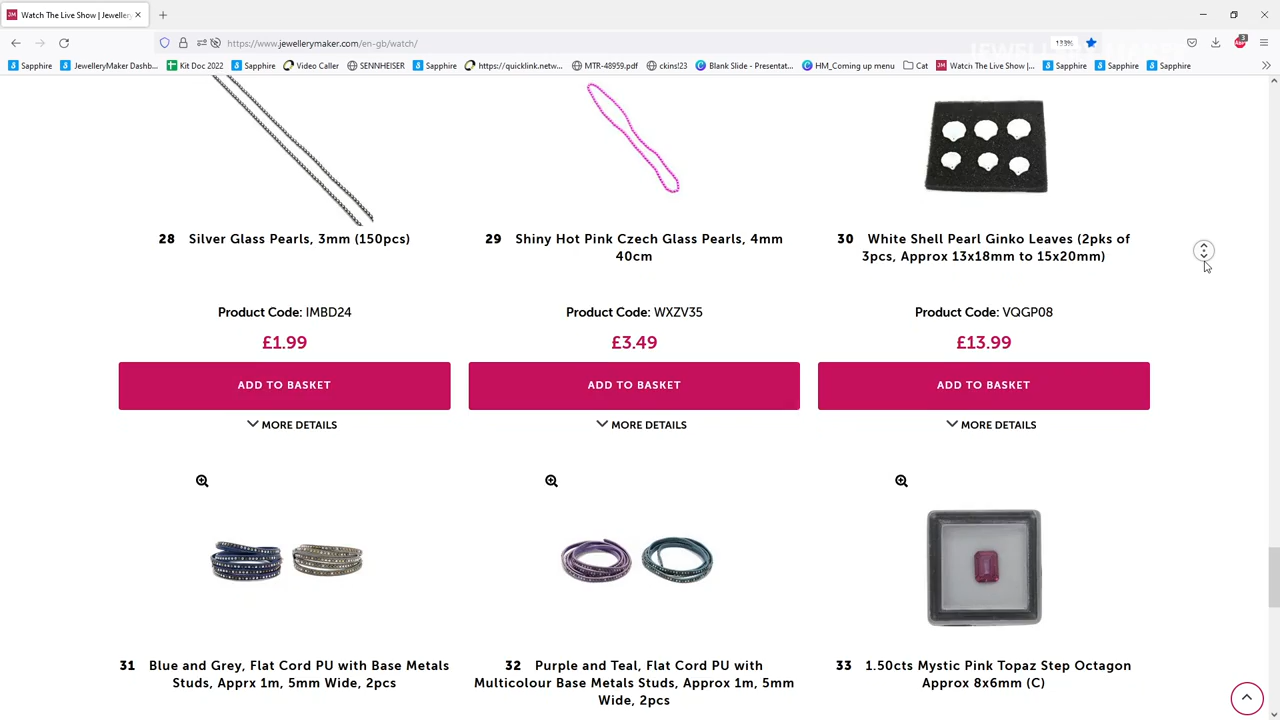 JM Watch The Live Show | Jewellery
https://www.jewellerymaker.com/en-gb/watch/
133%
JEWELLERYMAKER
3
Sapphire
JewelleryMaker Dashb...
Kit Doc 2022
Sapphire
Video Caller
SENNHEISER
Sapphire
https://quicklink.netw...
MTR-48959.pdf
ckins!23
Blank Slide - Presentat...
HM_Coming up menu
Cat
JM Watch The Live Show |...
Sapphire
Sapphire
Sapphire
28 Silver Glass Pearls, 3mm (150pcs)
Product Code: IMBD24
£1.99
ADD TO BASKET
MORE DETAILS
29 Shiny Hot Pink Czech Glass Pearls, 4mm
40cm
Product Code: WXZV35
£3.49
ADD TO BASKET
MORE DETAILS
30 White Shell Pearl Ginko Leaves (2pks of
3pcs, Approx 13x18mm to 15x20mm)
Product Code: VQGP08
£13.99
ADD TO BASKET
MORE DETAILS
31 Blue and Grey, Flat Cord PU with Base Metals
Studs, Apprx 1m, 5mm Wide, 2pcs
32 Purple and Teal, Flat Cord PU with
Multicolour Base Metals Studs, Approx 1m, 5mm
Wide, 2pcs
33 1.50cts Mystic Pink Topaz Step Octagon
Approx 8x6mm (C)